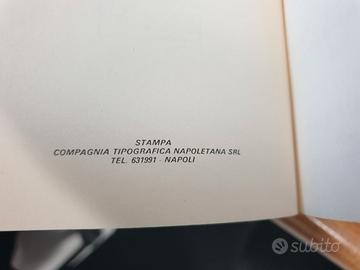 STAMPA
COMPAGNIA TIPOGRAFICA NAPOLETANA SRL
TEL. 631991 - NAPOLI
subito